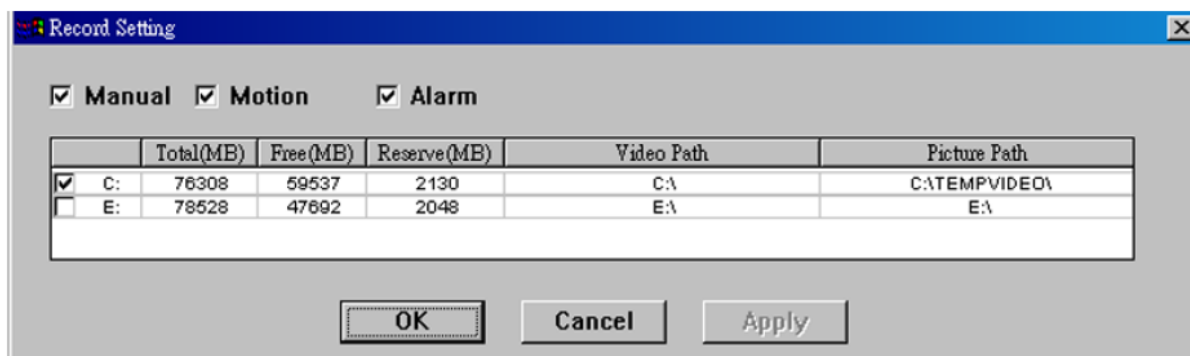 Record Setting
Manual Motion Alarm
Total(MB) Free(MB) Reserve(MB) Video Path Picture Path
C: 76308 59537 2130 C:\ C:\TEMPVIDEO\
E: 78528 47692 2048 E:\ E:\
OK Cancel Apply